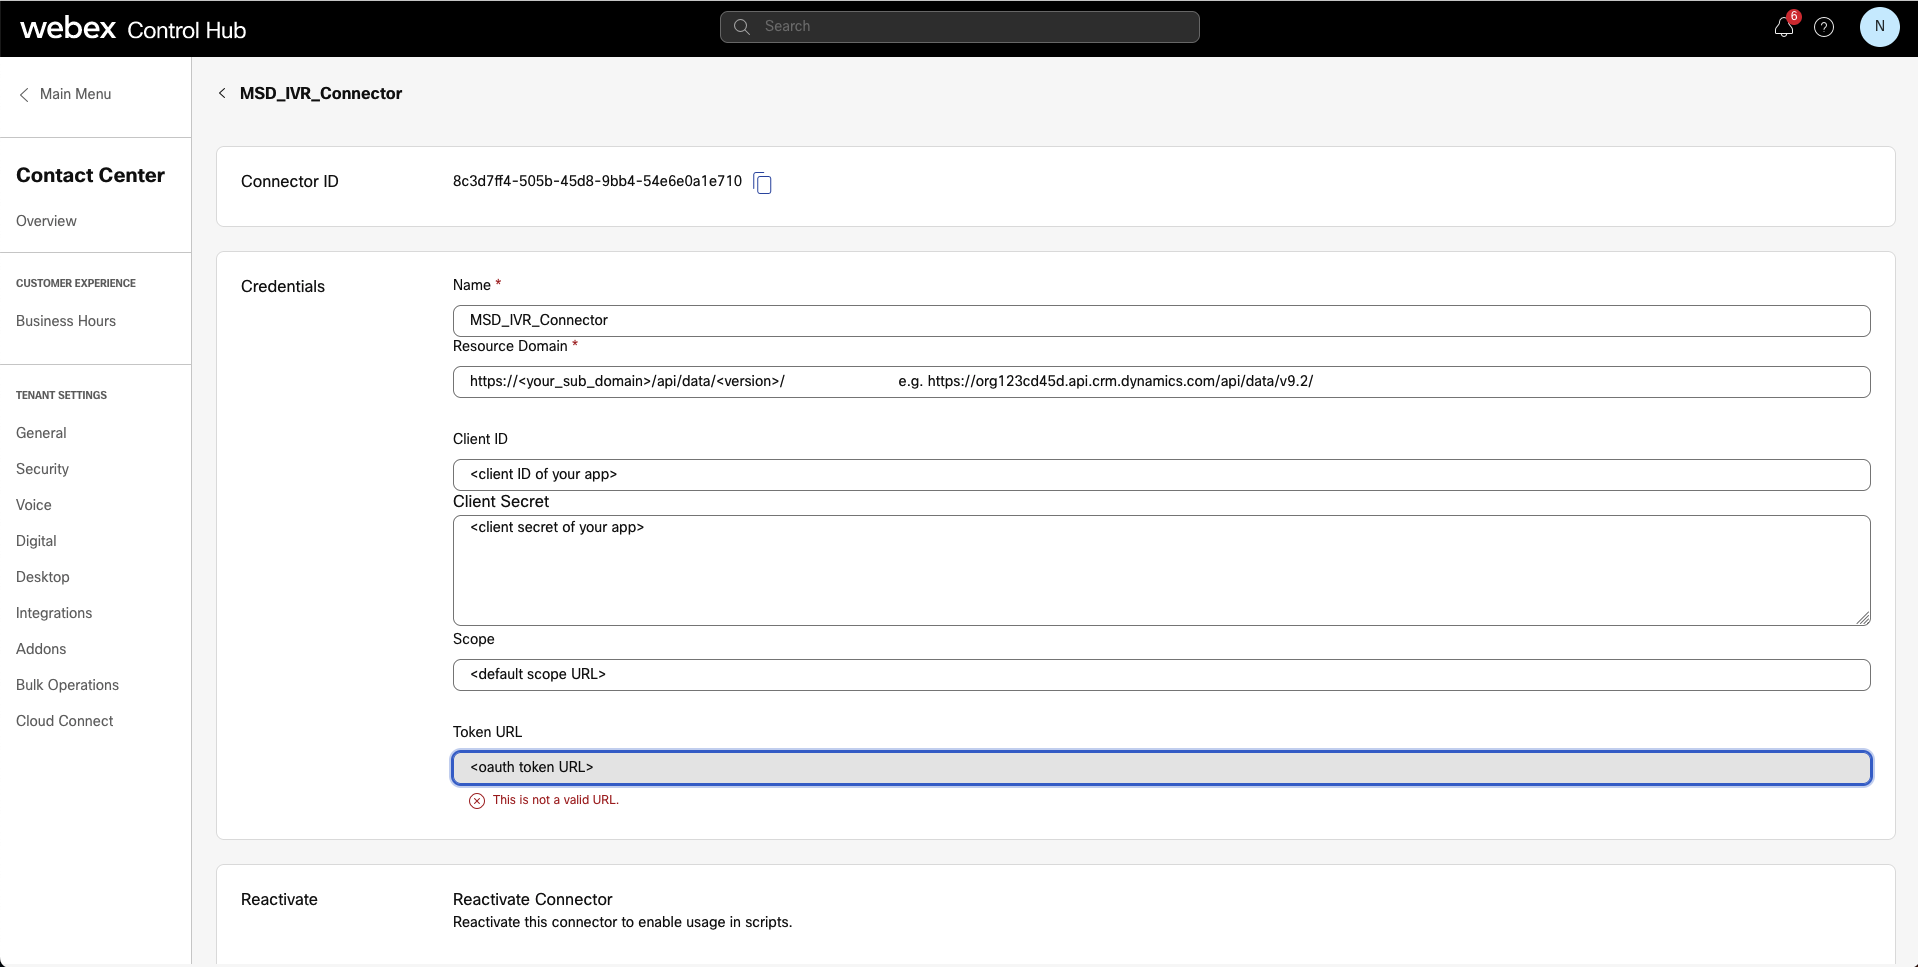 webex Control Hub
Search
6
N
Main Menu
MSD_IVR_Connector
Contact Center
Overview
CUSTOMER EXPERIENCE
Business Hours
TENANT SETTINGS
General
Security
Voice
Digital
Desktop
Integrations
Addons
Bulk Operations
Cloud Connect
Connector ID
8c3d7ff4-505b-45d8-9bb4-54e6e0a1e710
Credentials
Name *
MSD_IVR_Connector
Resource Domain *
https://<your_sub_domain>/api/data/<version>/ e.g. https://org123cd45d.api.crm.dynamics.com/api/data/v9.2/
Client ID
<client ID of your app>
Client Secret
<client secret of your app>
Scope
<default scope URL>
Token URL
<oauth token URL>
This is not a valid URL.
Reactivate
Reactivate Connector
Reactivate this connector to enable usage in scripts.